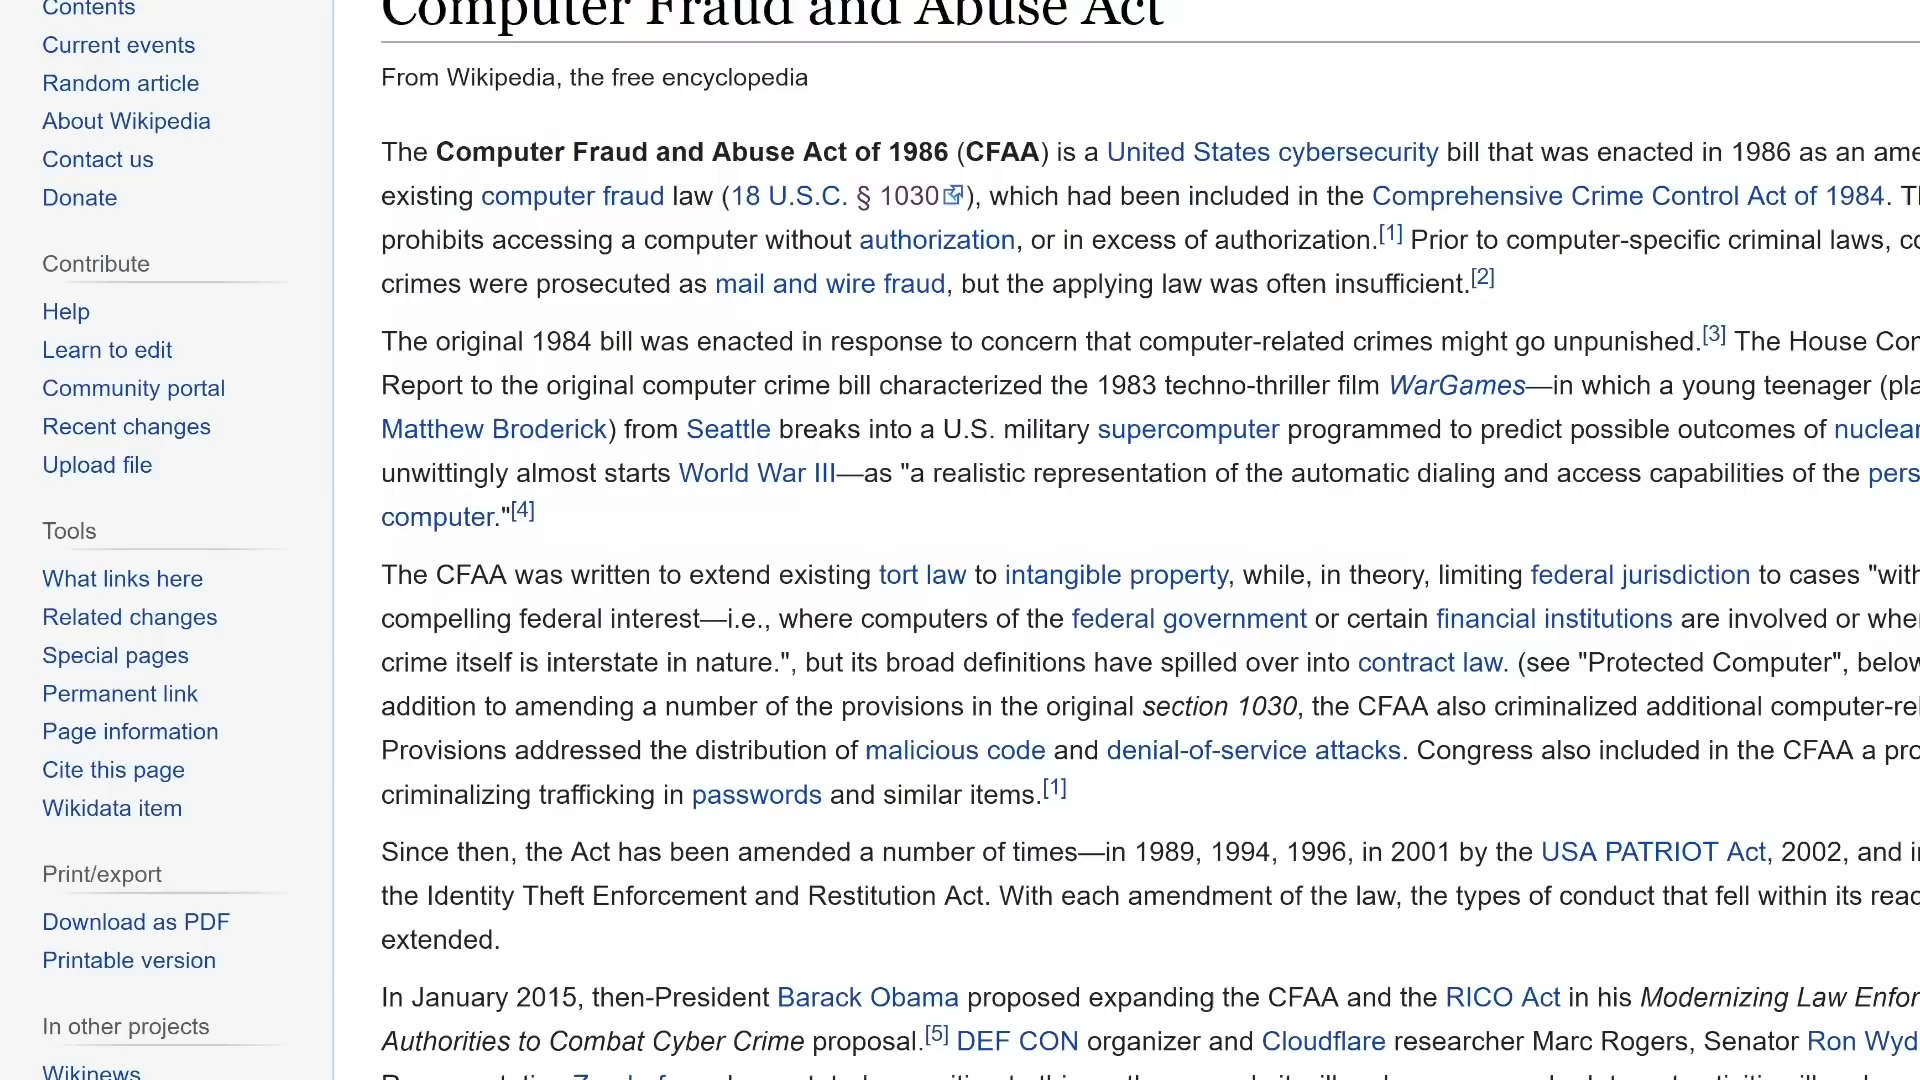 Contents
Current events
Random article
About Wikipedia
Contact us
Donate
Contribute
Help
Learn to edit
Community portal
Recent changes
Upload file
Tools
What links here
Related changes
Special pages
Permanent link
Page information
Cite this page
Wikidata item
Print/export
Download as PDF
Printable version
In other projects
Wikinews
Computer Fraud and Abuse Act
From Wikipedia, the free encyclopedia
The Computer Fraud and Abuse Act of 1986 (CFAA) is a United States cybersecurity bill that was enacted in 1986 as an ame
existing computer fraud law (18 U.S.C. § 1030), which had been included in the Comprehensive Crime Control Act of 1984. Th
prohibits accessing a computer without authorization, or in excess of authorization.[1] Prior to computer-specific criminal laws, co
crimes were prosecuted as mail and wire fraud, but the applying law was often insufficient.[2]
The original 1984 bill was enacted in response to concern that computer-related crimes might go unpunished.[3] The House Com
Report to the original computer crime bill characterized the 1983 techno-thriller film WarGames—in which a young teenager (pla
Matthew Broderick) from Seattle breaks into a U.S. military supercomputer programmed to predict possible outcomes of nuclear
unwittingly almost starts World War III—as "a realistic representation of the automatic dialing and access capabilities of the pers
computer."[4]
The CFAA was written to extend existing tort law to intangible property, while, in theory, limiting federal jurisdiction to cases "with
compelling federal interest—i.e., where computers of the federal government or certain financial institutions are involved or wher
crime itself is interstate in nature.", but its broad definitions have spilled over into contract law. (see "Protected Computer", below
addition to amending a number of the provisions in the original section 1030, the CFAA also criminalized additional computer-rel
Provisions addressed the distribution of malicious code and denial-of-service attacks. Congress also included in the CFAA a pro
criminalizing trafficking in passwords and similar items.[1]
Since then, the Act has been amended a number of times—in 1989, 1994, 1996, in 2001 by the USA PATRIOT Act, 2002, and in
the Identity Theft Enforcement and Restitution Act. With each amendment of the law, the types of conduct that fell within its reac
extended.
In January 2015, then-President Barack Obama proposed expanding the CFAA and the RICO Act in his Modernizing Law Enfor
Authorities to Combat Cyber Crime proposal.[5] DEF CON organizer and Cloudflare researcher Marc Rogers, Senator Ron Wyd